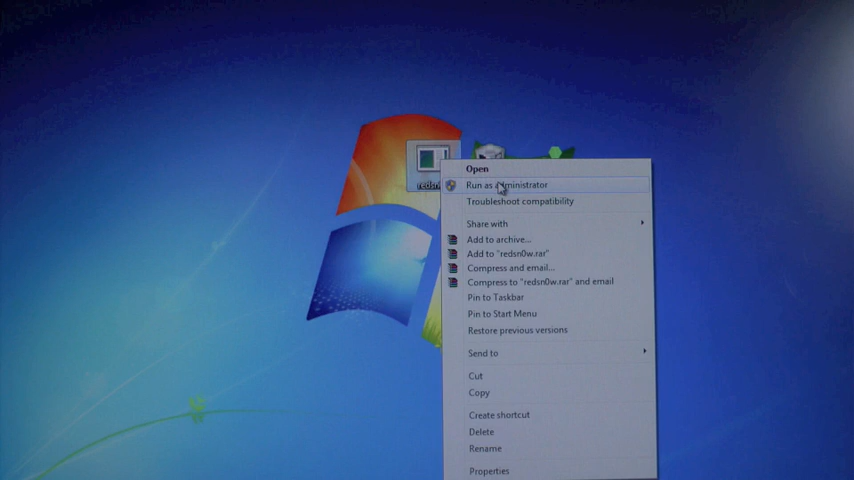 Open
Run as administrator
Troubleshoot compatibility
Share with
Add to archive...
Add to "redsn0w.rar"
Compress and email...
Compress to "redsn0w.rar" and email
Pin to Taskbar
Pin to Start Menu
Restore previous versions
Send to
Cut
Copy
Create shortcut
Delete
Rename
Properties